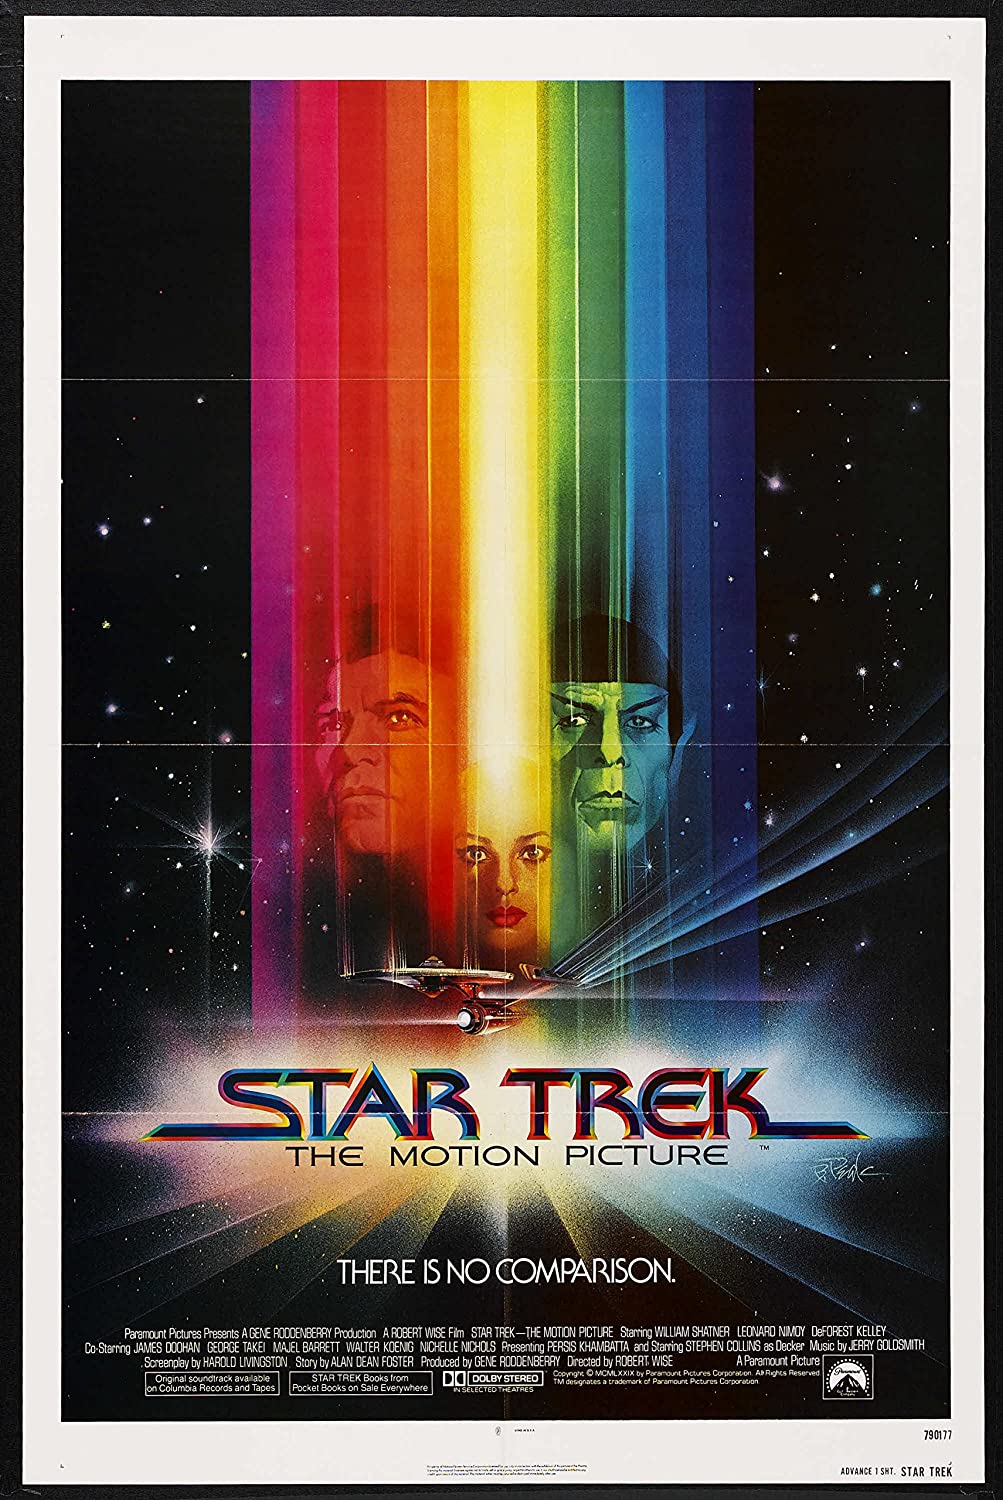 STAR TREK
THE MOTION PICTURE ™
THERE IS NO COMPARISON.
Paramount Pictures Presents A GENE RODDENBERRY Production A ROBERT WISE Film STAR TREK—THE MOTION PICTURE Starring WILLIAM SHATNER LEONARD NIMOY DeFOREST KELLEY
Co-Starring JAMES DOOHAN GEORGE TAKEI MAJEL BARRETT WALTER KOENIG NICHELLE NICHOLS Presenting PERSIS KHAMBATTA and Starring STEPHEN COLLINS as Decker Music by JERRY GOLDSMITH
Screenplay by HAROLD LIVINGSTON Story by ALAN DEAN FOSTER Produced by GENE RODDENBERRY Directed by ROBERT WISE A Paramount Picture
Original soundtrack available
on Columbia Records and Tapes
STAR TREK Books from
Pocket Books on Sale Everywhere
DOLBY STEREO
IN SELECTED THEATRES
Copyright © MCMLXXIX by Paramount Pictures Corporation. All Rights Reserved.
TM designates a trademark of Paramount Pictures Corporation.
Paramount
790177
ADVANCE 1 SHT. STAR TREK